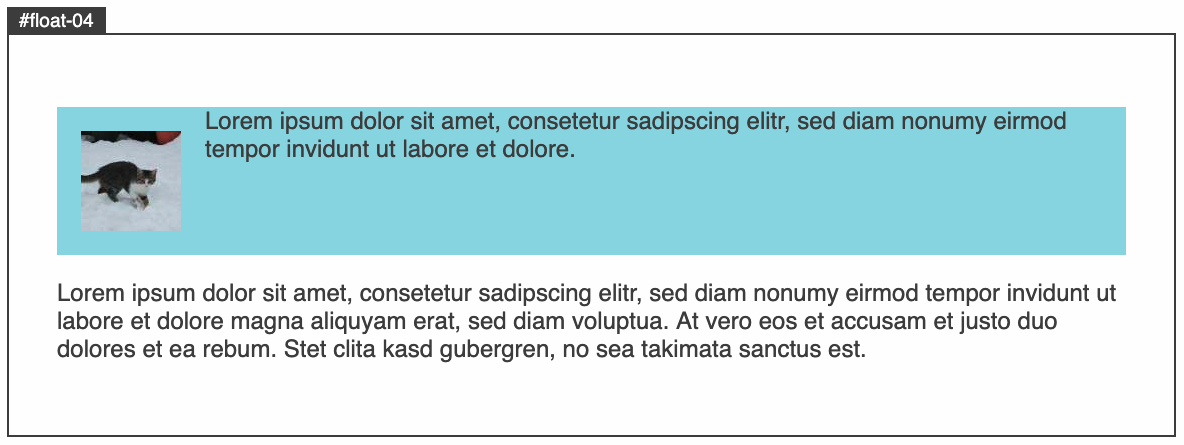 #float-04
Lorem ipsum dolor sit amet, consetetur sadipscing elitr, sed diam nonumy eirmod
tempor invidunt ut labore et dolore.
Lorem ipsum dolor sit amet, consetetur sadipscing elitr, sed diam nonumy eirmod tempor invidunt ut
labore et dolore magna aliquyam erat, sed diam voluptua. At vero eos et accusam et justo duo
dolores et ea rebum. Stet clita kasd gubergren, no sea takimata sanctus est.